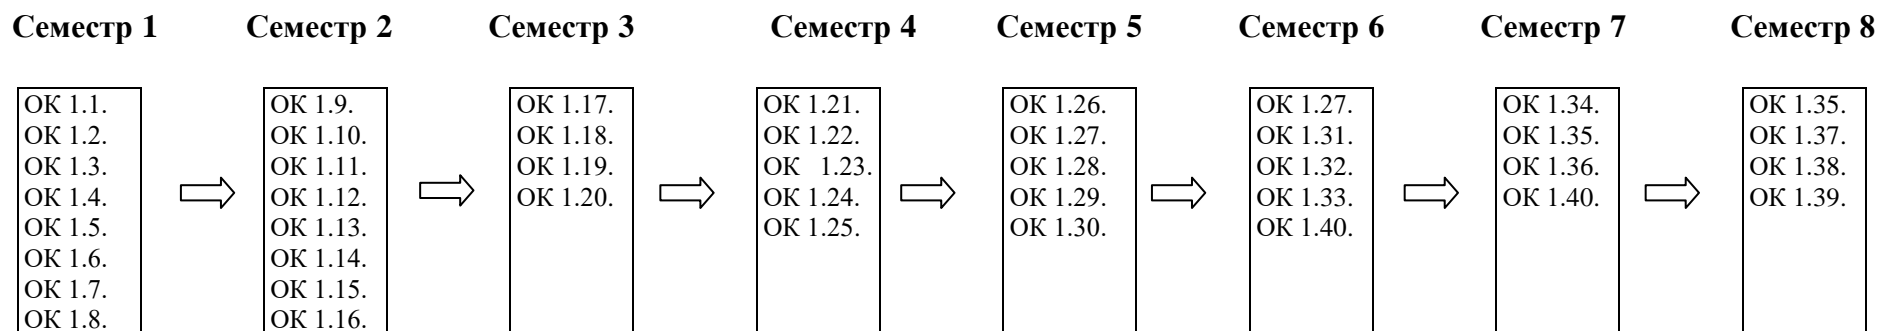 Семестр 1
Семестр 2
Семестр 3
Семестр 4
Семестр 5
Семестр 6
Семестр 7
Семестр 8
ОК 1.1.
ОК 1.2.
ОК 1.3.
ОК 1.4.
ОК 1.5.
ОК 1.6.
ОК 1.7.
ОК 1.8.
ОК 1.9.
ОК 1.10.
ОК 1.11.
ОК 1.12.
ОК 1.13.
ОК 1.14.
ОК 1.15.
ОК 1.16.
ОК 1.17.
ОК 1.18.
ОК 1.19.
ОК 1.20.
ОК 1.21.
ОК 1.22.
ОК 1.23.
ОК 1.24.
ОК 1.25.
ОК 1.26.
ОК 1.27.
ОК 1.28.
ОК 1.29.
ОК 1.30.
ОК 1.27.
ОК 1.31.
ОК 1.32.
ОК 1.33.
ОК 1.40.
ОК 1.34.
ОК 1.35.
ОК 1.36.
ОК 1.40.
ОК 1.35.
ОК 1.37.
ОК 1.38.
ОК 1.39.